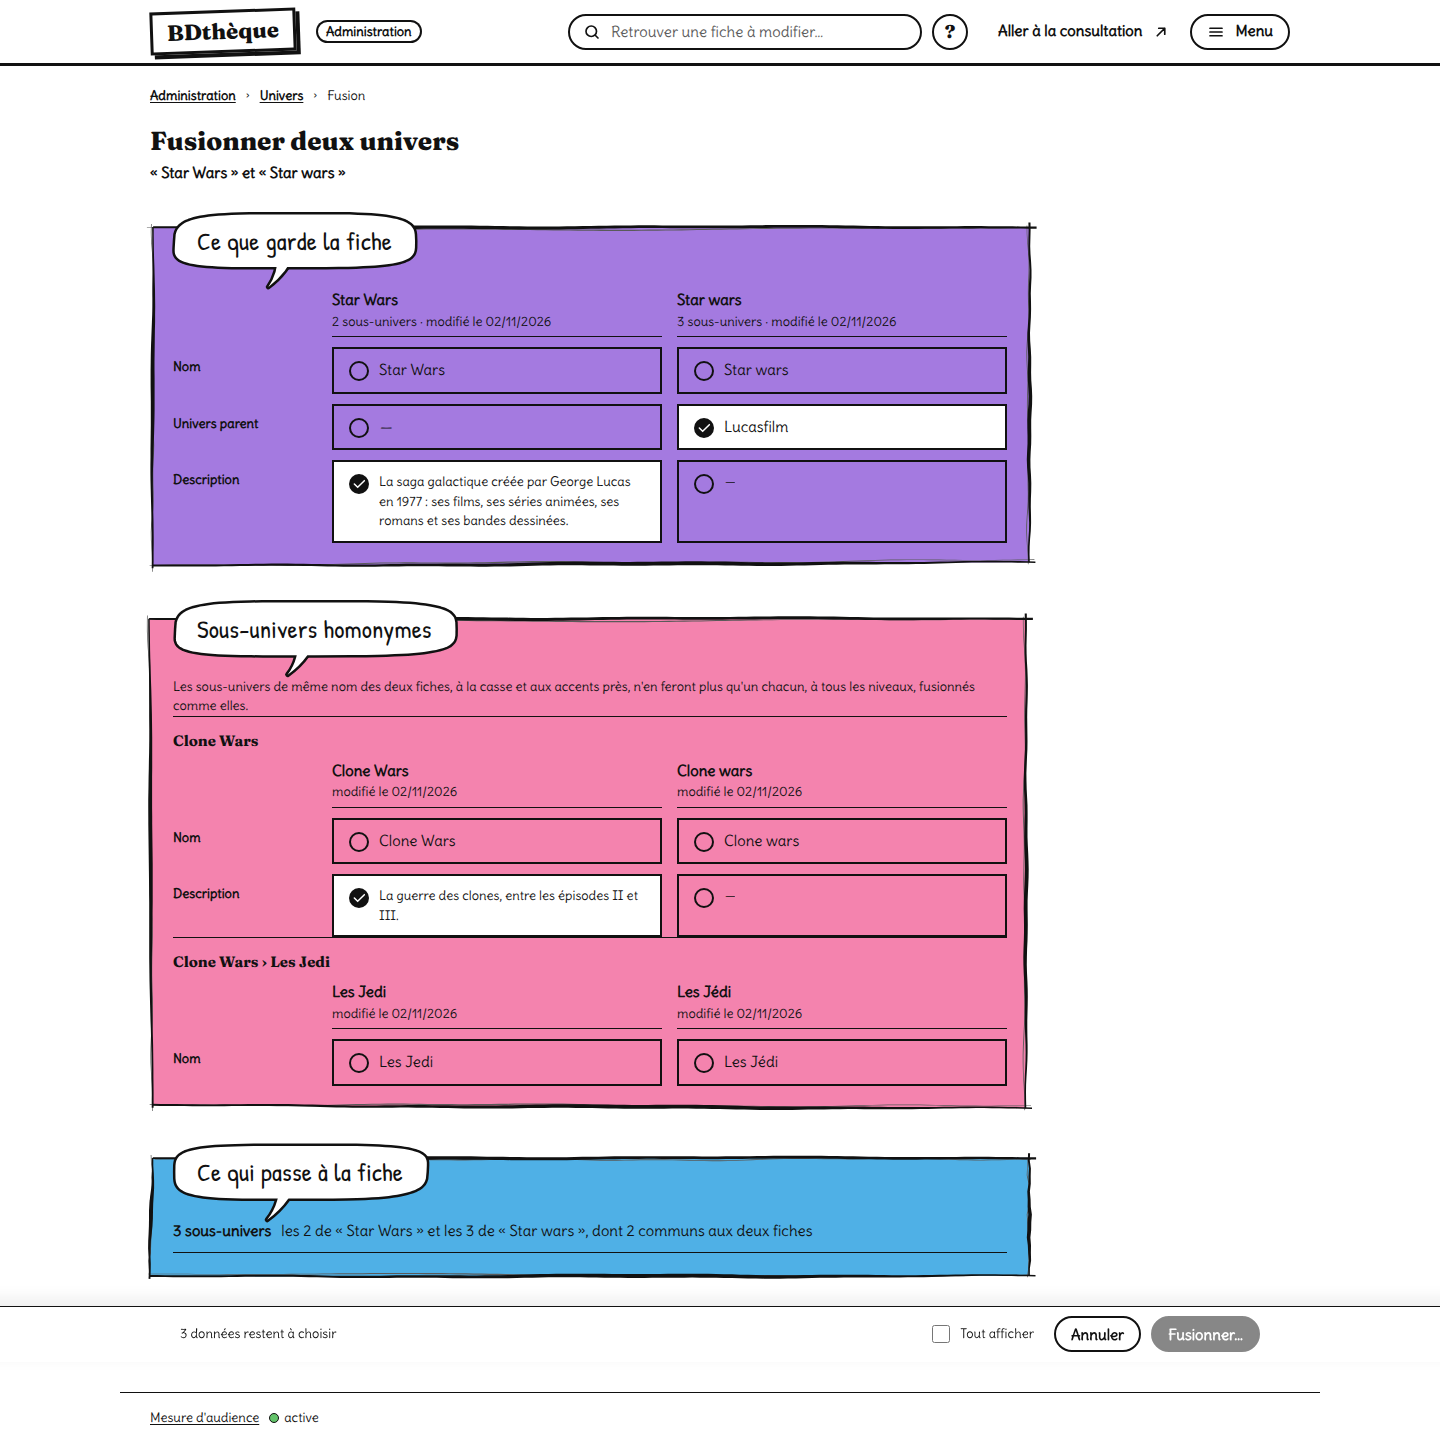 BDthèque
Administration
Retrouver une fiche à modifier...
?
Aller à la consultation
Menu
Administration › Univers › Fusion
Fusionner deux univers
« Star Wars » et « Star wars »
Ce que garde la fiche
Star Wars
2 sous-univers · modifié le 02/11/2026
Star wars
3 sous-univers · modifié le 02/11/2026
Nom
Star Wars
Star wars
Univers parent
—
Lucasfilm
Description
La saga galactique créée par George Lucas
en 1977 : ses films, ses séries animées, ses
romans et ses bandes dessinées.
—
Sous-univers homonymes
Les sous-univers de même nom des deux fiches, à la casse et aux accents près, n'en feront plus qu'un chacun, à tous les niveaux, fusionnés
comme elles.
Clone Wars
Clone Wars
modifié le 02/11/2026
Clone wars
modifié le 02/11/2026
Nom
Clone Wars
Clone wars
Description
La guerre des clones, entre les épisodes II et
III.
—
Clone Wars › Les Jedi
Les Jedi
modifié le 02/11/2026
Les Jédi
modifié le 02/11/2026
Nom
Les Jedi
Les Jédi
Ce qui passe à la fiche
3 sous-univers les 2 de « Star Wars » et les 3 de « Star wars », dont 2 communs aux deux fiches
3 données restent à choisir
Tout afficher
Annuler
Fusionner...
Mesure d'audience
active